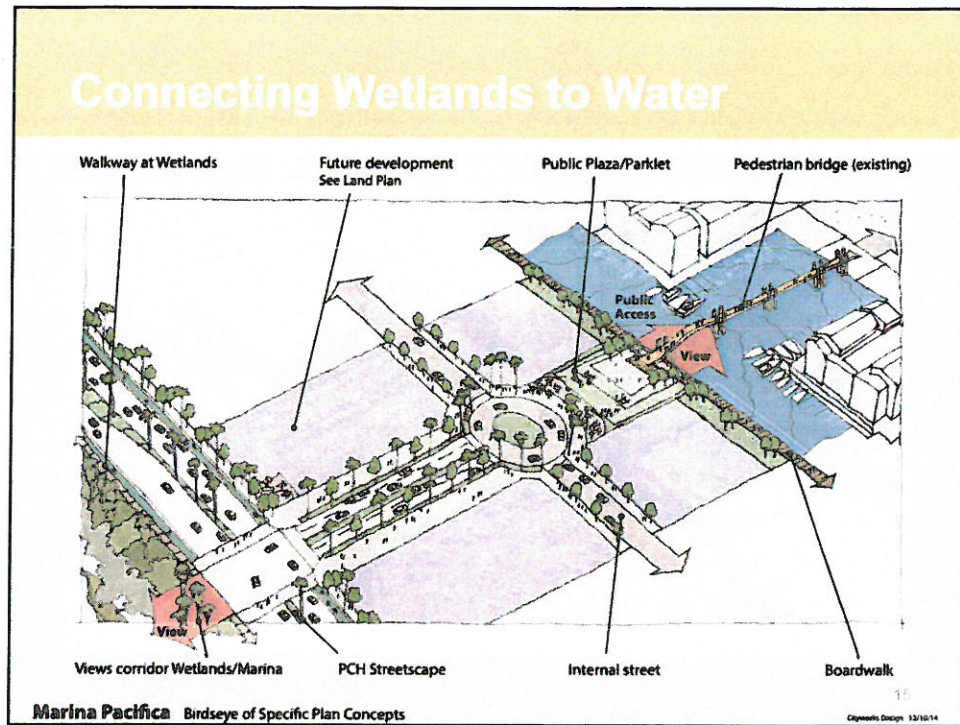 Connecting Wetlands to Water
Walkway at Wetlands
Future development
See Land Plan
Public Plaza/Parklet
Pedestrian bridge (existing)
Public
Access
View
View
Views corridor Wetlands/Marina
PCH Streetscape
Internal street
Boardwalk
15
Marina Pacifica Birdseye of Specific Plan Concepts
Cityworks Design 12/10/14